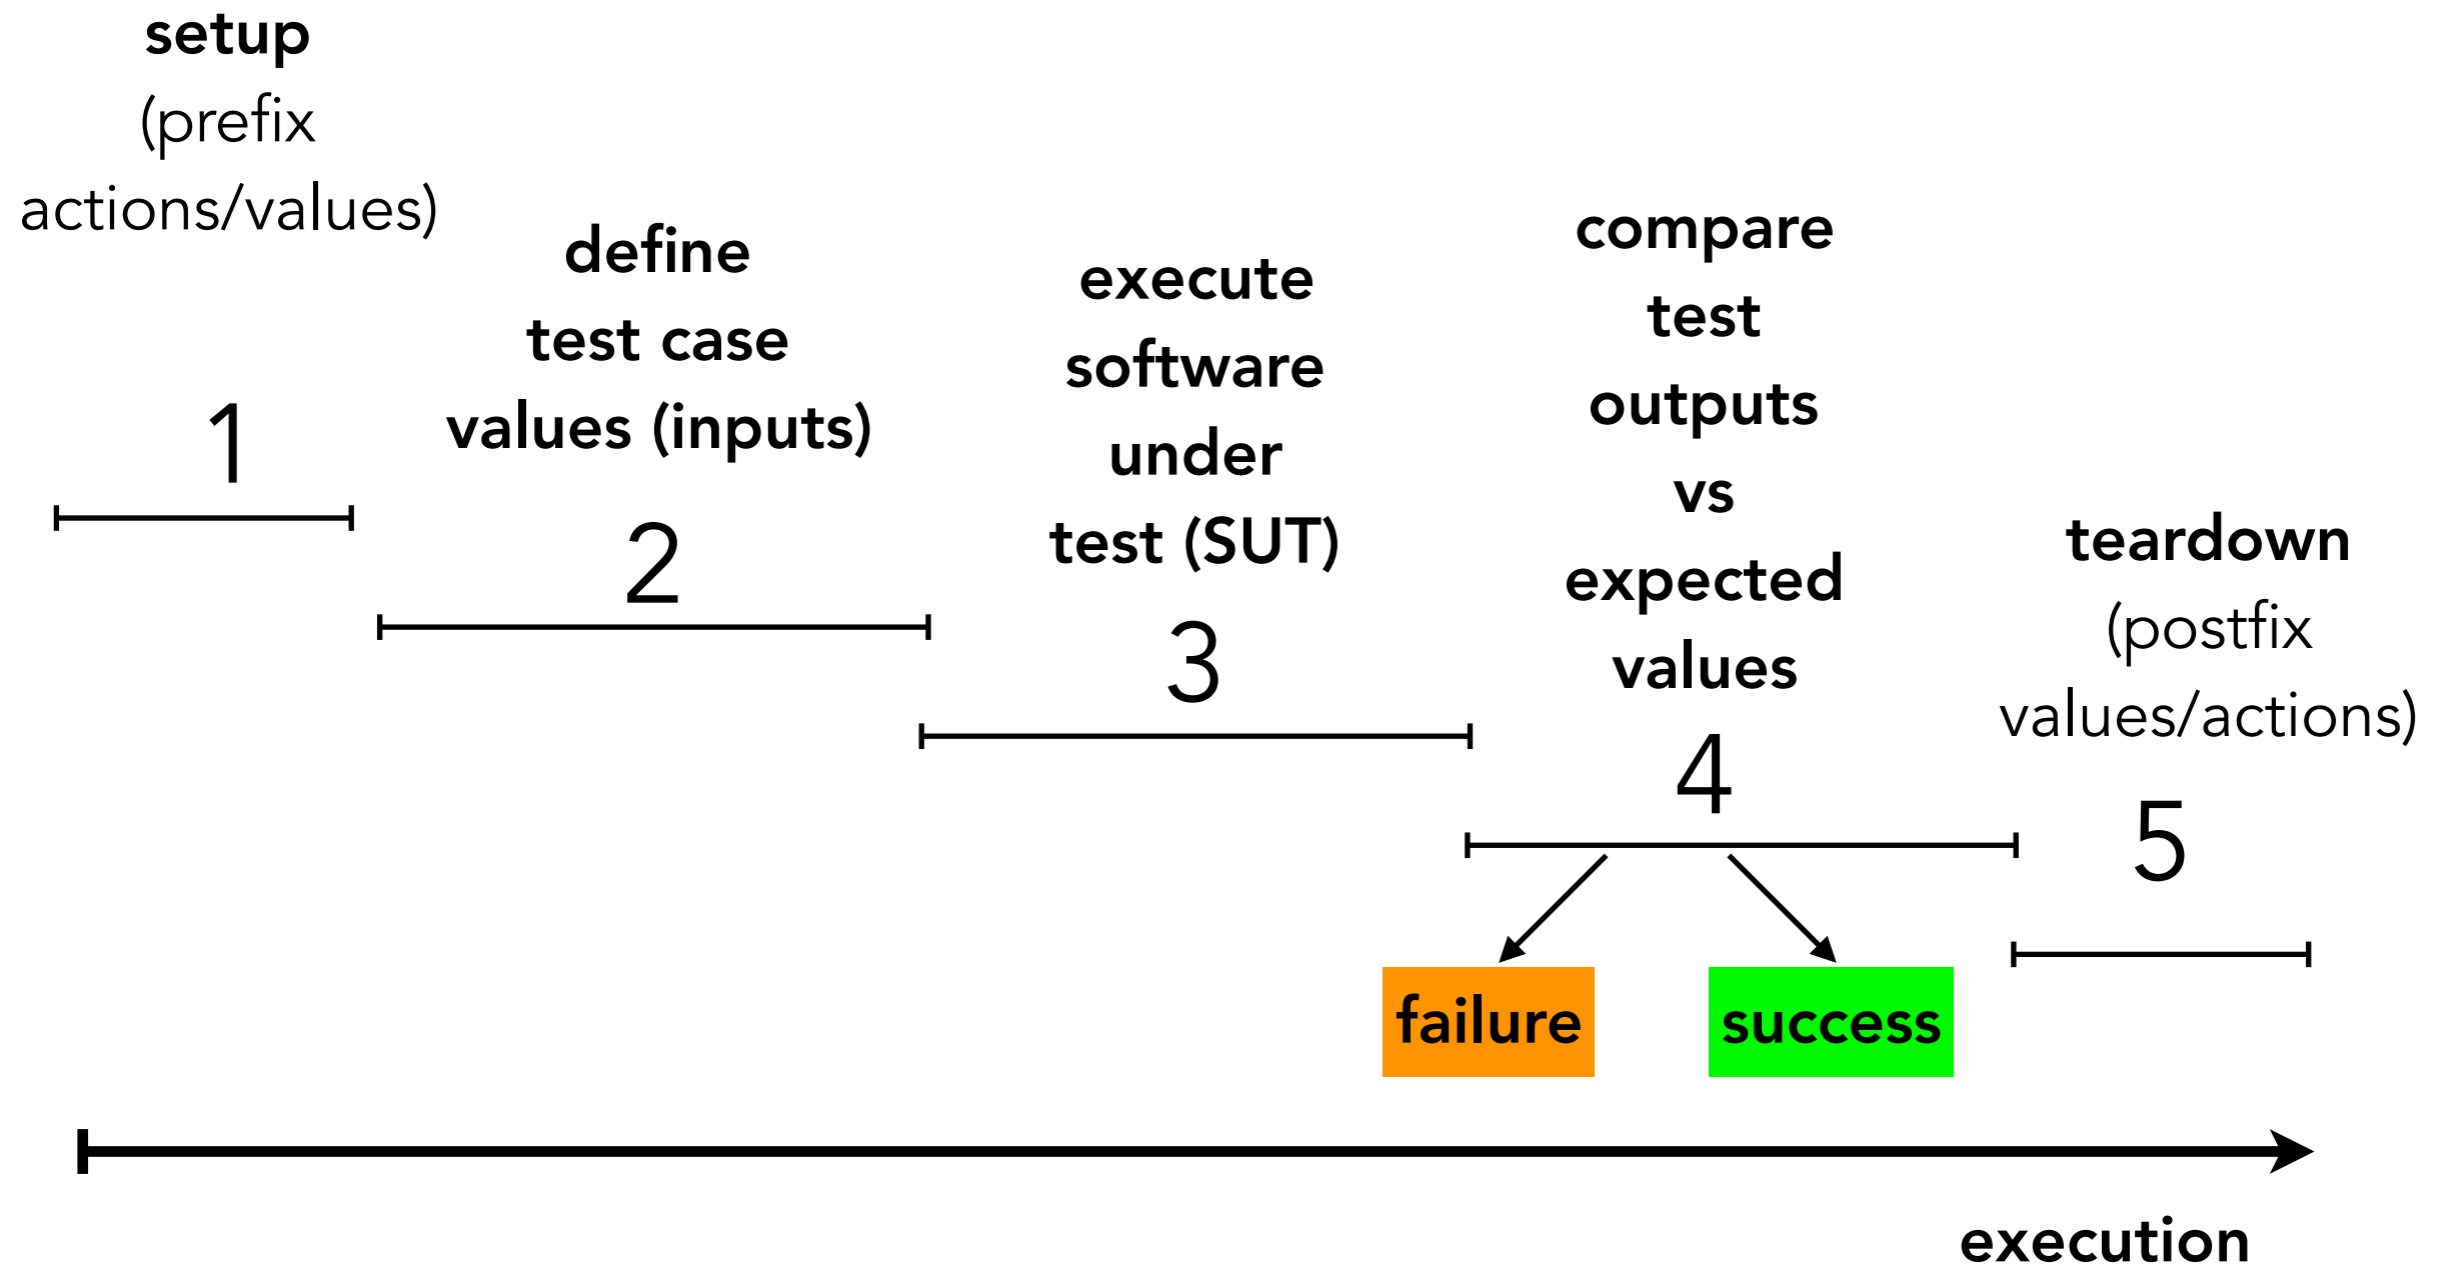 setup
(prefix
actions/values)
1
define
test case
values (inputs)
2
execute
software
under
test (SUT)
3
compare
test
outputs
vs
expected
values
4
failure
success
teardown
(postfix
values/actions)
5
execution